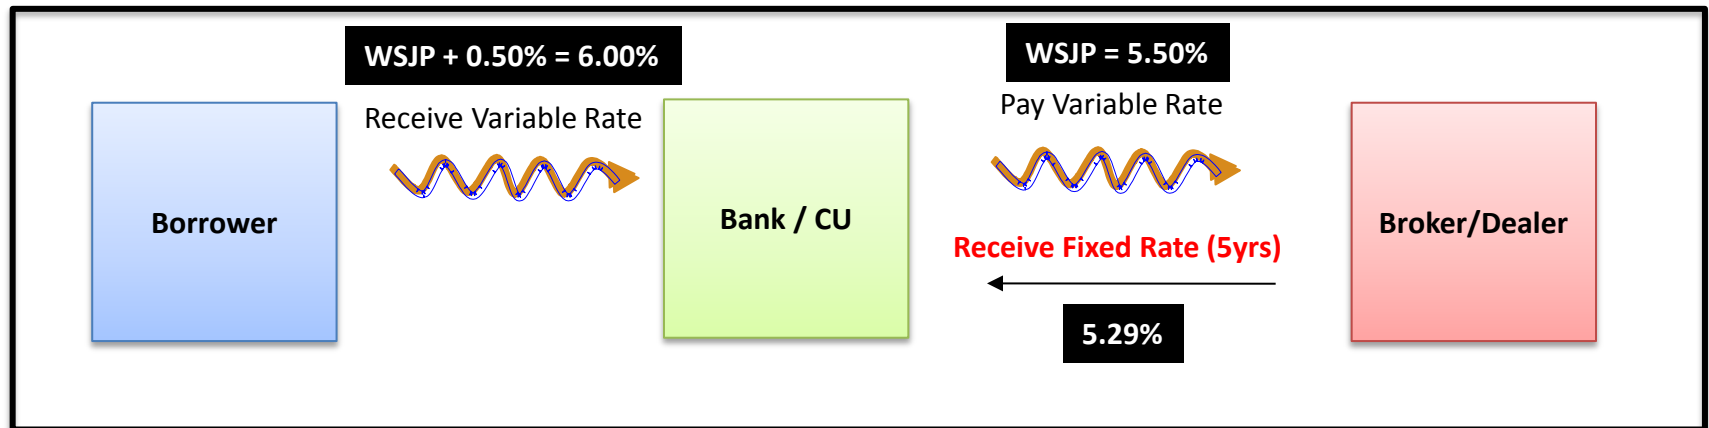 WSJP + 0.50% = 6.00%
Receive Variable Rate
WSJP = 5.50%
Pay Variable Rate
Borrower
Bank / CU
Receive Fixed Rate (5yrs)
5.29%
Broker/Dealer